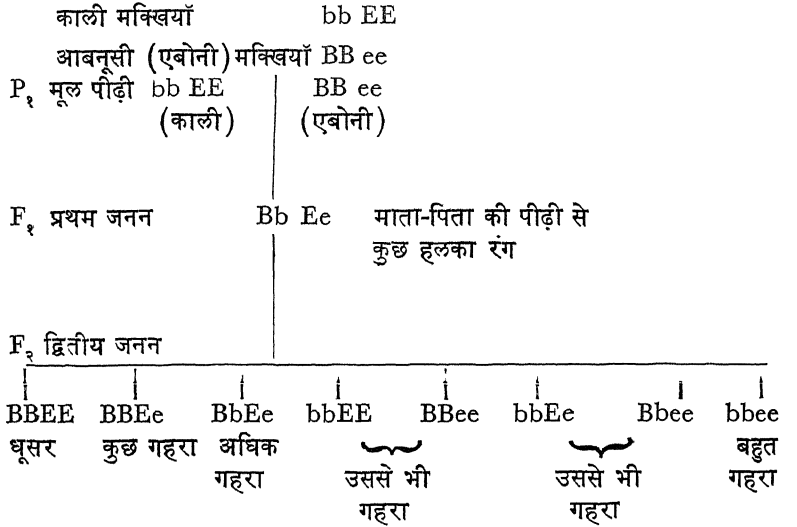 काली मक्खियाँ bb EE
आबनूसी (एबोनी) मक्खियाँ BB ee
P₁ मूल पीढ़ी bb EE BB ee
(काली) (एबोनी)
F₁ प्रथम जनन Bb Ee माता-पिता की पीढ़ी से
कुछ हलका रंग
F₂ द्वितीय जनन
BBEE BBEe BbEe bbEE BBee bbEe Bbee bbee
धूसर कुछ गहरा अधिक बहुत
गहरा उससे भी उससे भी गहरा
गहरा गहरा